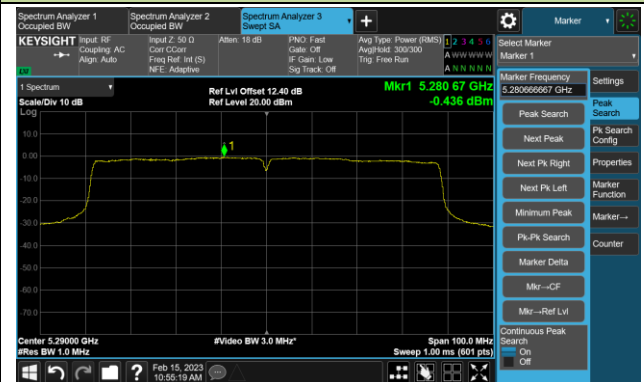 Spectrum Analyzer 1
Occupied BW
Spectrum Analyzer 2
Occupied BW
Spectrum Analyzer 3
Swept SA
Marker
KEYSIGHT
Input: RF
Coupling: AC
Align: Auto
Input Z: 50 Ω
Corr CCorr
Freq Ref: Int (S)
NFE: Adaptive
Atten: 18 dB
PNO: Fast
Gate: Off
IF Gain: Low
Sig Track: Off
Avg Type: Power (RMS)
Avg|Hold: 300/300
Trig: Free Run
1 2 3 4 5 6
A W W W W W
A N N N N N
Select Marker
Marker 1
1 Spectrum
Scale/Div 10 dB
Log
Ref Lvl Offset 12.40 dB
Ref Level 20.00 dBm
Mkr1 5.280 67 GHz
-0.436 dBm
Marker Frequency
5.280666667 GHz
Peak Search
Next Peak
Next Pk Right
Next Pk Left
Minimum Peak
Pk-Pk Search
Marker Delta
Mkr→CF
Mkr→Ref Lvl
Continuous Peak
Search
On
Off
Settings
Peak
Search
Pk Search
Config
Properties
Marker
Function
Marker→
Counter
1
10.0
0.00
-10.0
-20.0
-30.0
-40.0
-50.0
-60.0
-70.0
Center 5.29000 GHz
#Res BW 1.0 MHz
#Video BW 3.0 MHz*
Span 100.0 MHz
Sweep 1.00 ms (601 pts)
Feb 15, 2023
10:55:19 AM